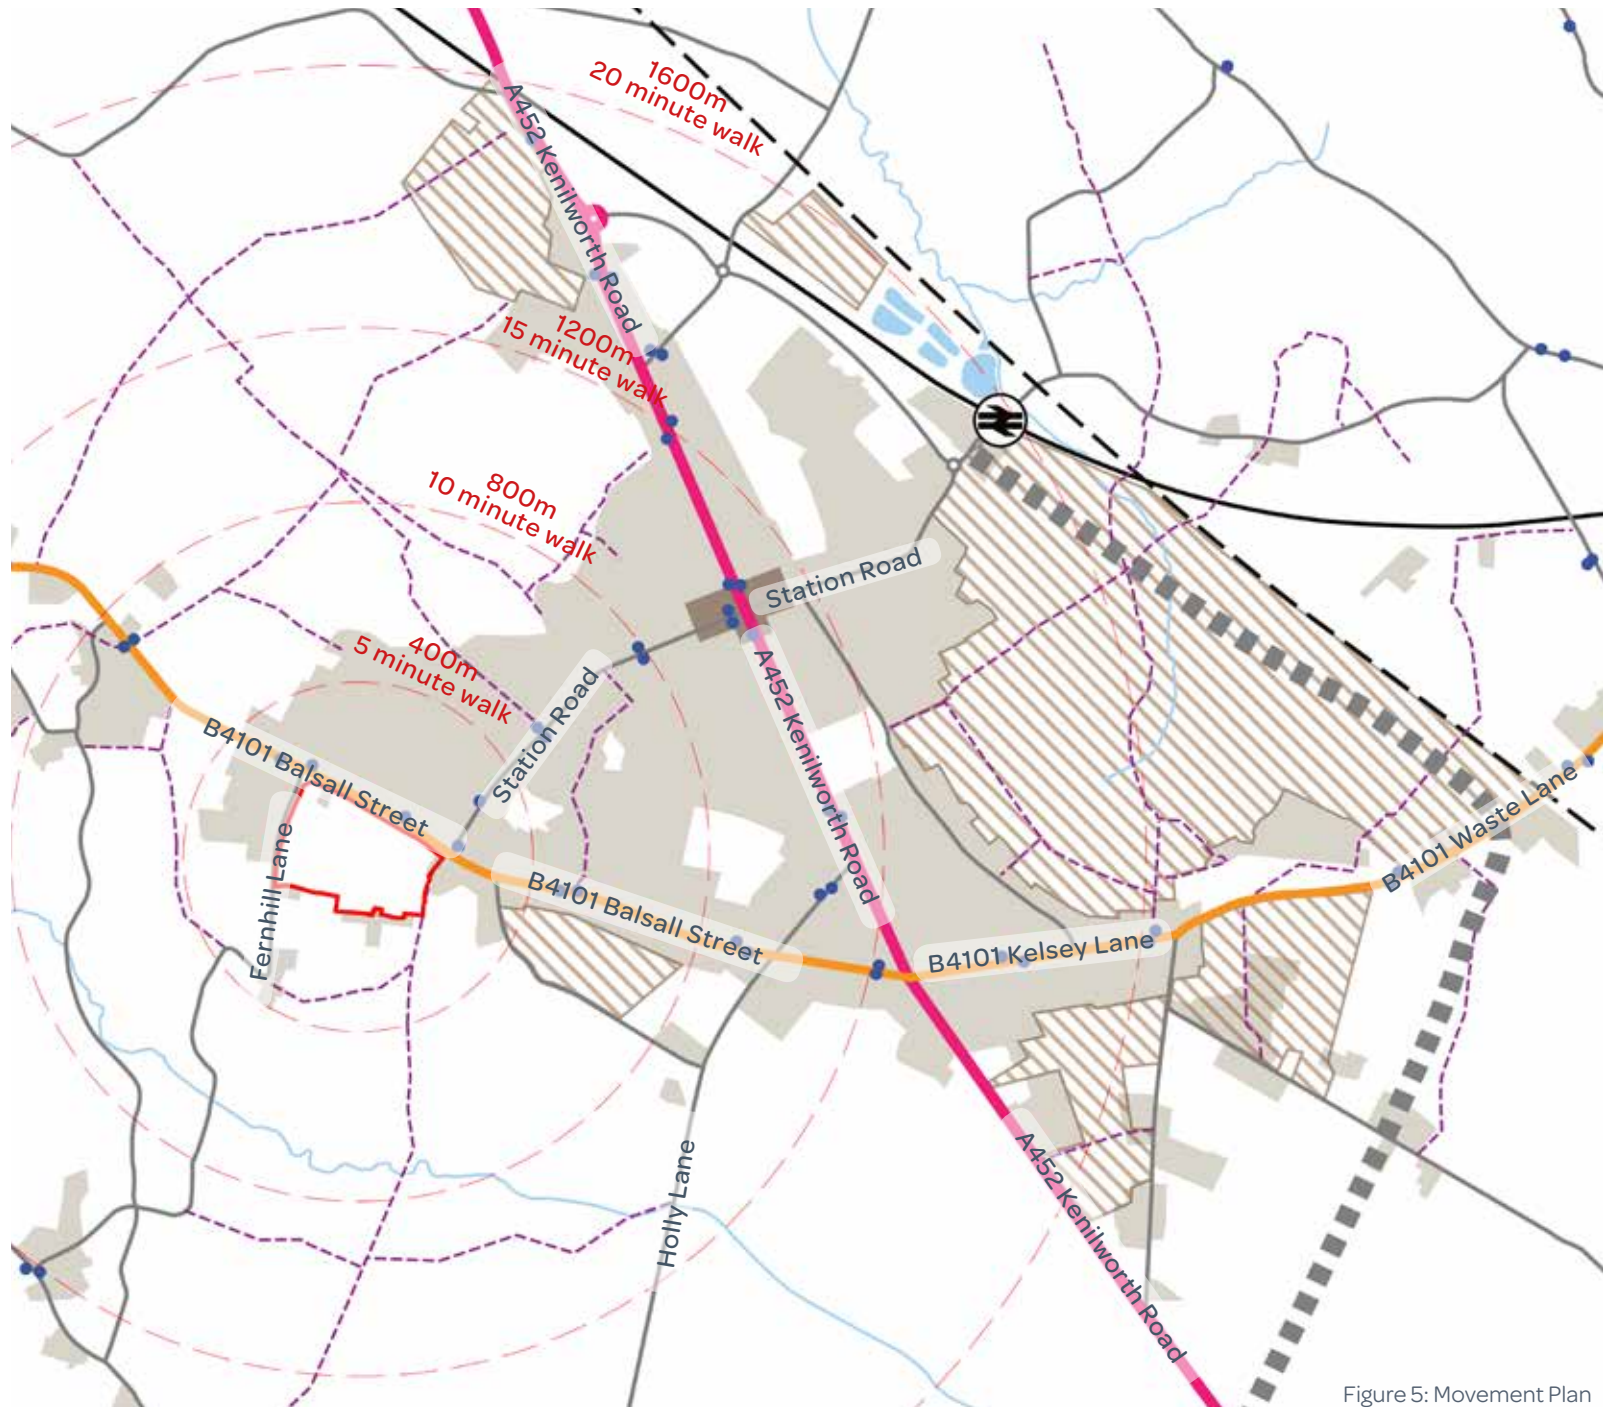 1600m
20 minute walk
A452 Kenilworth Road
1200m
15 minute walk
800m
10 minute walk
Station Road
400m
5 minute walk
Station Road
A452 Kenilworth Road
B4101 Balsall Street
Fernhill Lane
B4101 Balsall Street
B4101 Kelsey Lane
B4101 Waste Lane
Holly Lane
A452 Kenilworth Road
Figure 5: Movement Plan